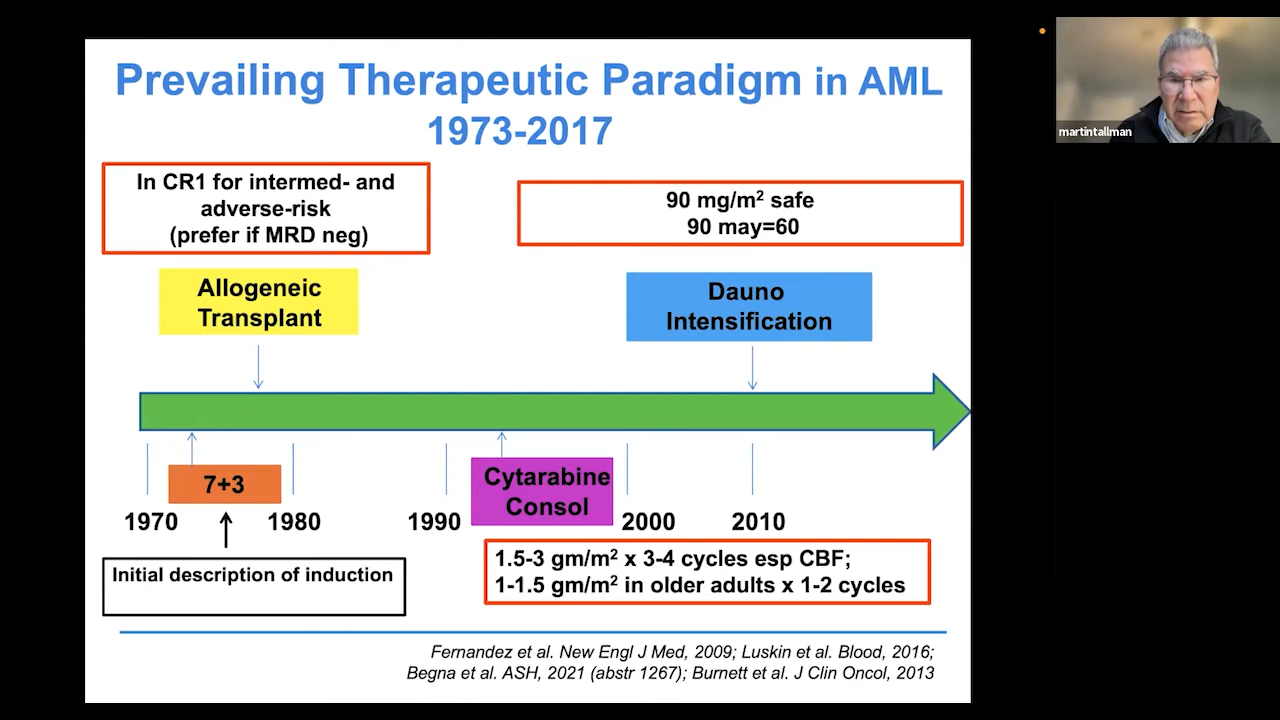 Prevailing Therapeutic Paradigm in AML
1973-2017
martintallman
In CR1 for intermed- and
adverse-risk
(prefer if MRD neg)
90 mg/m² safe
90 may=60
Allogeneic
Transplant
Dauno
Intensification
7+3
Cytarabine
Consol
1970
1980
1990
2000
2010
Initial description of induction
1.5-3 gm/m² x 3-4 cycles esp CBF;
1-1.5 gm/m² in older adults x 1-2 cycles
Fernandez et al. New Engl J Med, 2009; Luskin et al. Blood, 2016;
Begna et al. ASH, 2021 (abstr 1267); Burnett et al. J Clin Oncol, 2013